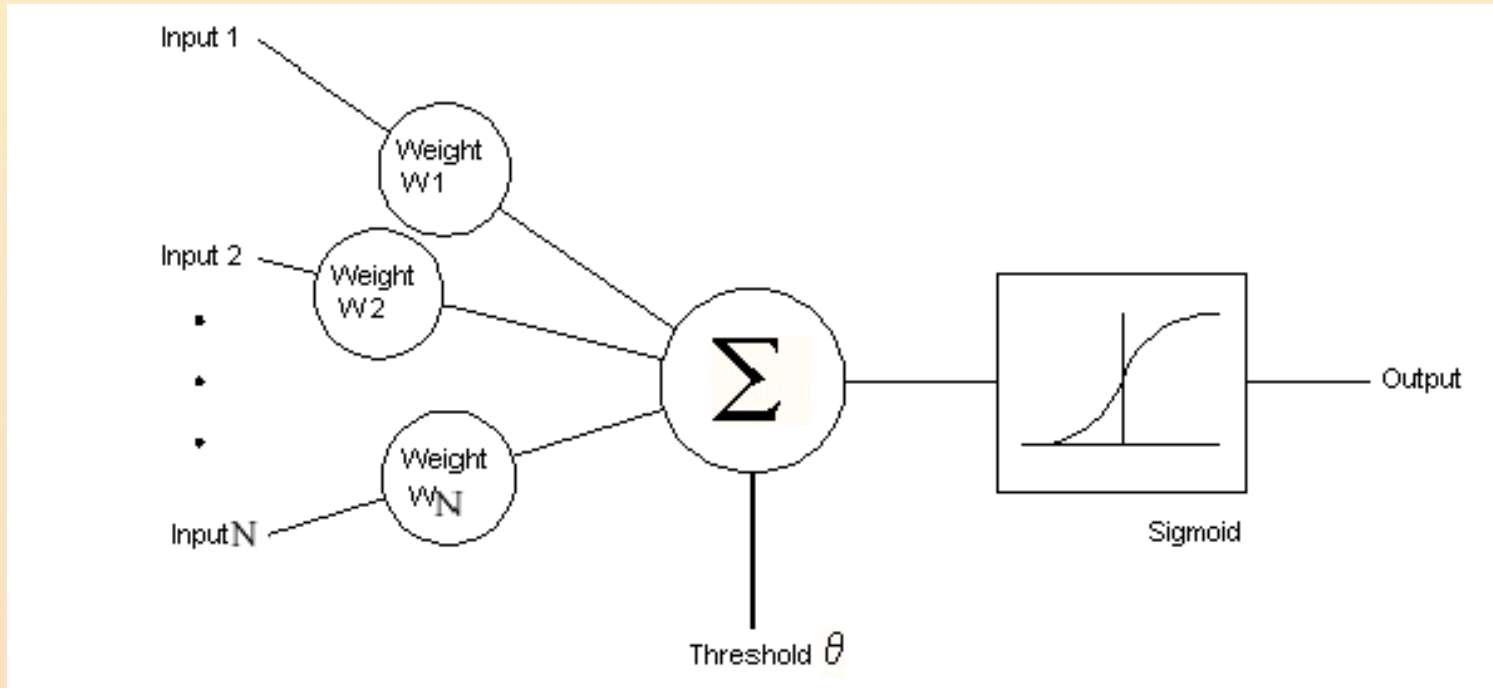 Input 1
Weight
W1
Input 2
Weight
W2
Σ
Output
Weight
WN
Input N
Sigmoid
Threshold θ